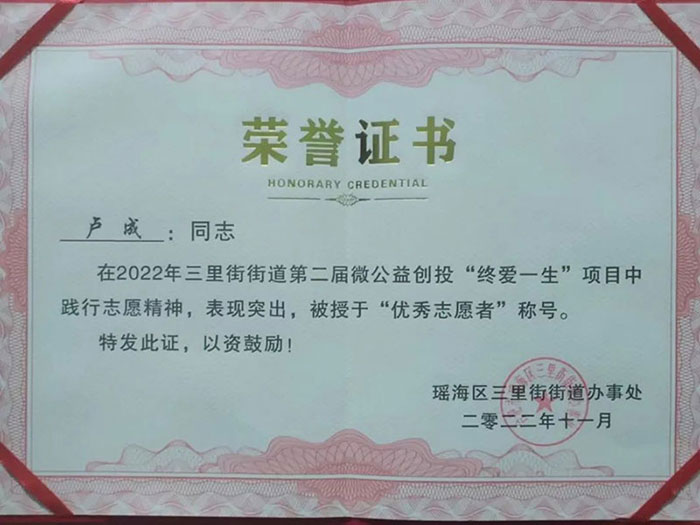 荣誉证书
HONORARY CREDENTIAL
卢成：同志
在2022年三里街街道第二届微公益创投“终爱一生”项目中
践行志愿精神，表现突出，被授于“优秀志愿者”称号。
特发此证，以资鼓励！
瑶海区三里街街道办事处
二零二二年十一月